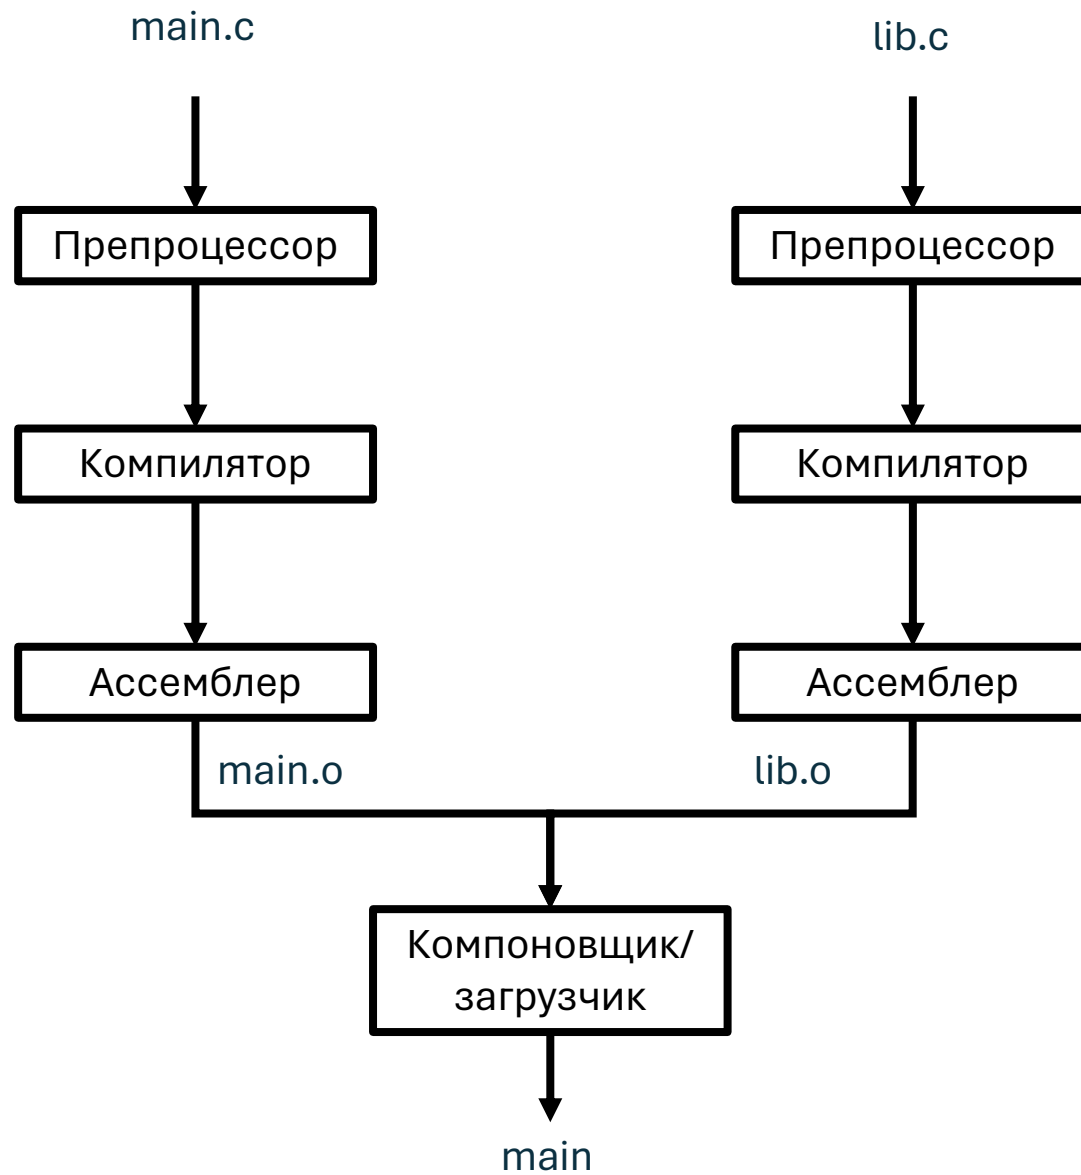 main.c
lib.c
Препроцессор
Препроцессор
Компилятор
Компилятор
Ассемблер
Ассемблер
main.o
lib.o
Компоновщик/
загрузчик
main